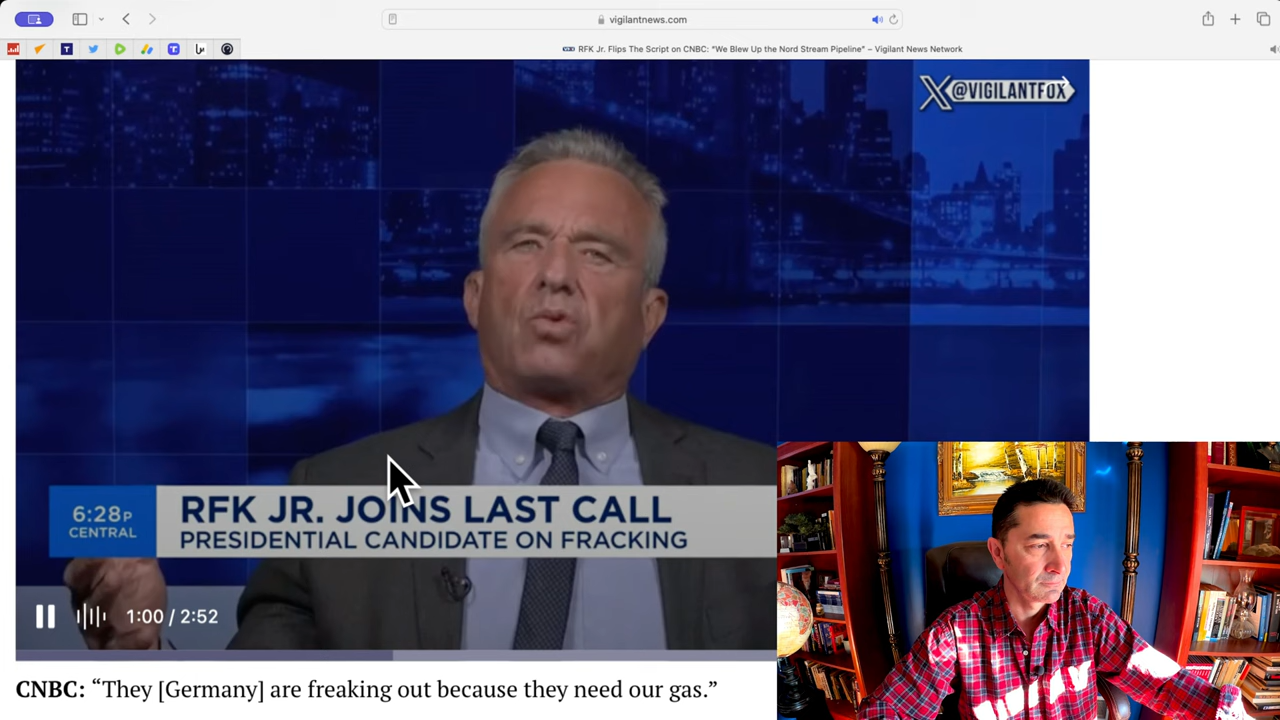 vigilantnews.com
RFK Jr. Flips The Script on CNBC: "We Blew Up the Nord Stream Pipeline" – Vigilant News Network
X@VIGILANTFOX
6:28P
CENTRAL
RFK JR. JOINS LAST CALL
PRESIDENTIAL CANDIDATE ON FRACKING
1:00 / 2:52
CNBC: “They [Germany] are freaking out because they need our gas.”